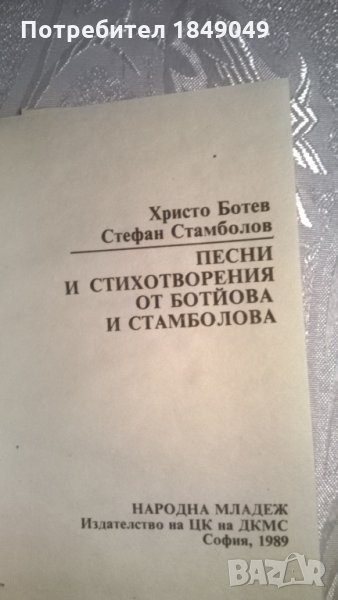 Потребител 1849049
Христо Ботев
Стефан Стамболов
ПЕСНИ
И СТИХОТВОРЕНИЯ
ОТ БОТЙОВА
И СТАМБОЛОВА
НАРОДНА МЛАДЕЖ
Издателство на ЦК на ДКМС
София, 1989
BAZAR